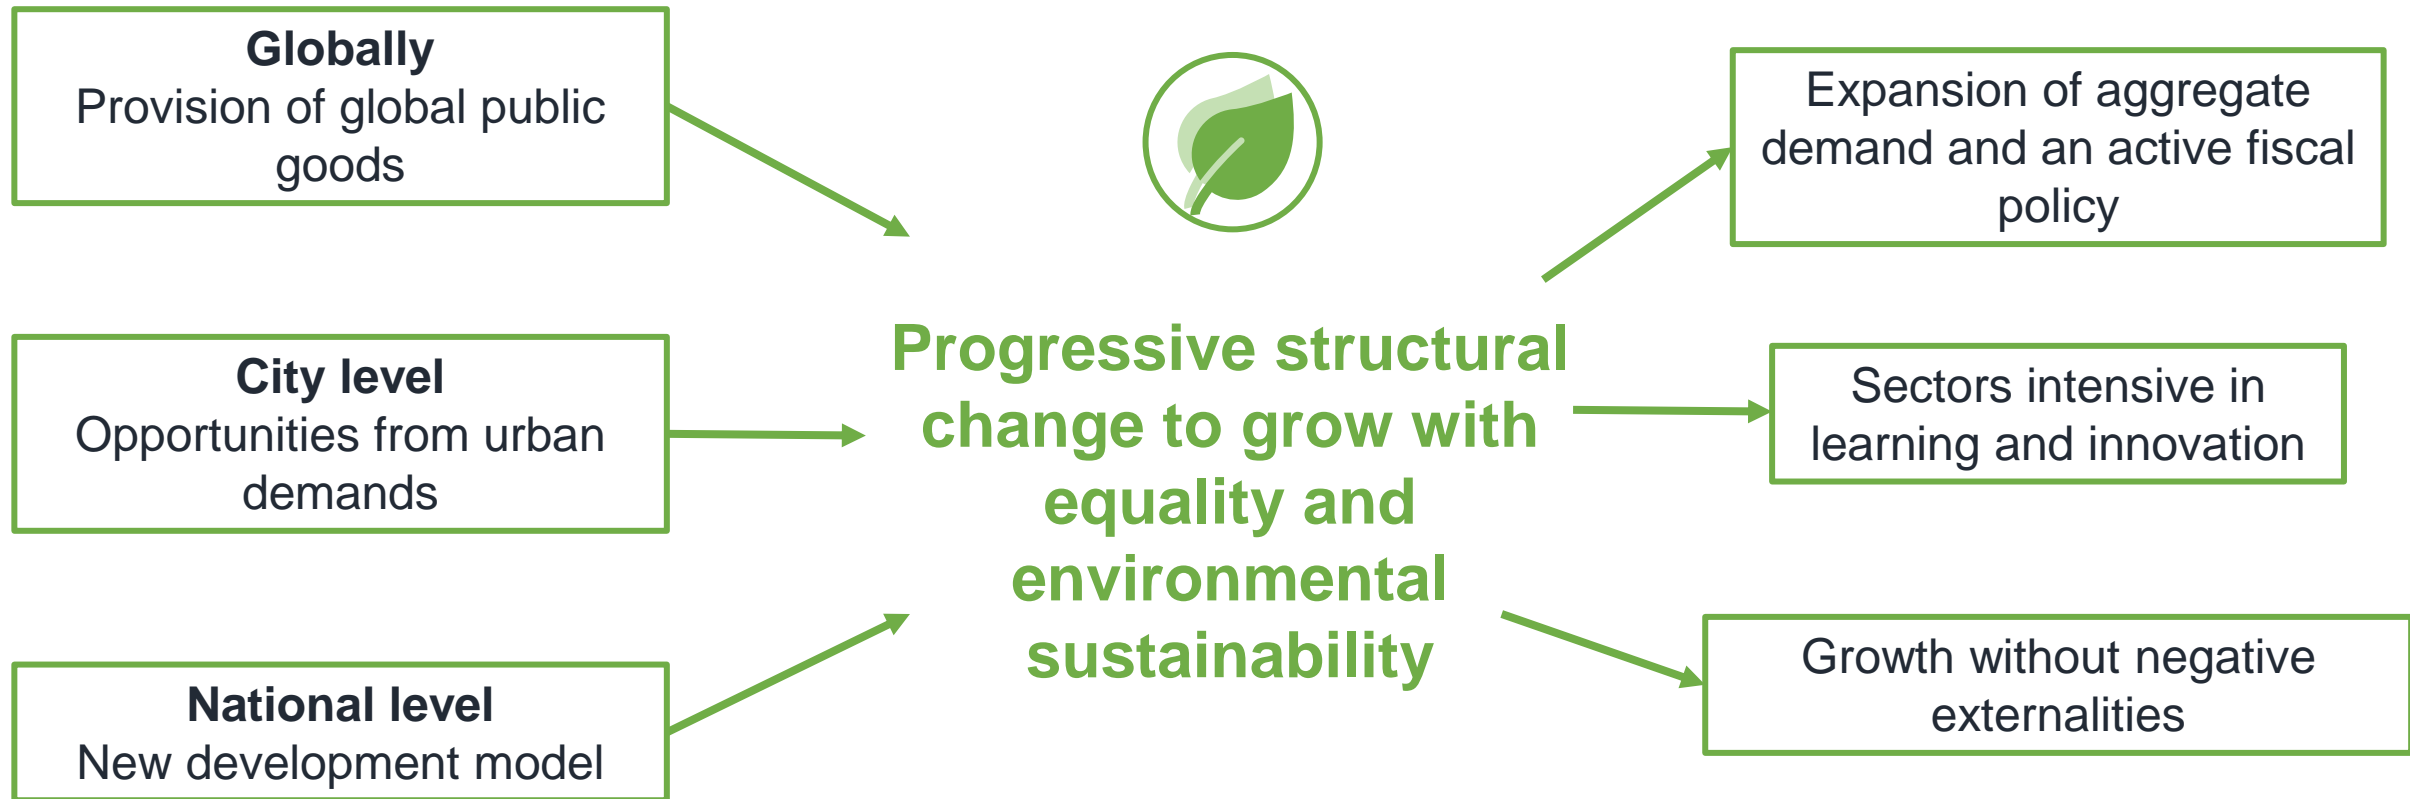 Globally
Provision of global public
goods
City level
Opportunities from urban
demands
National level
New development model
Progressive structural
change to grow with
equality and
environmental
sustainability
Expansion of aggregate
demand and an active fiscal
policy
Sectors intensive in
learning and innovation
Growth without negative
externalities